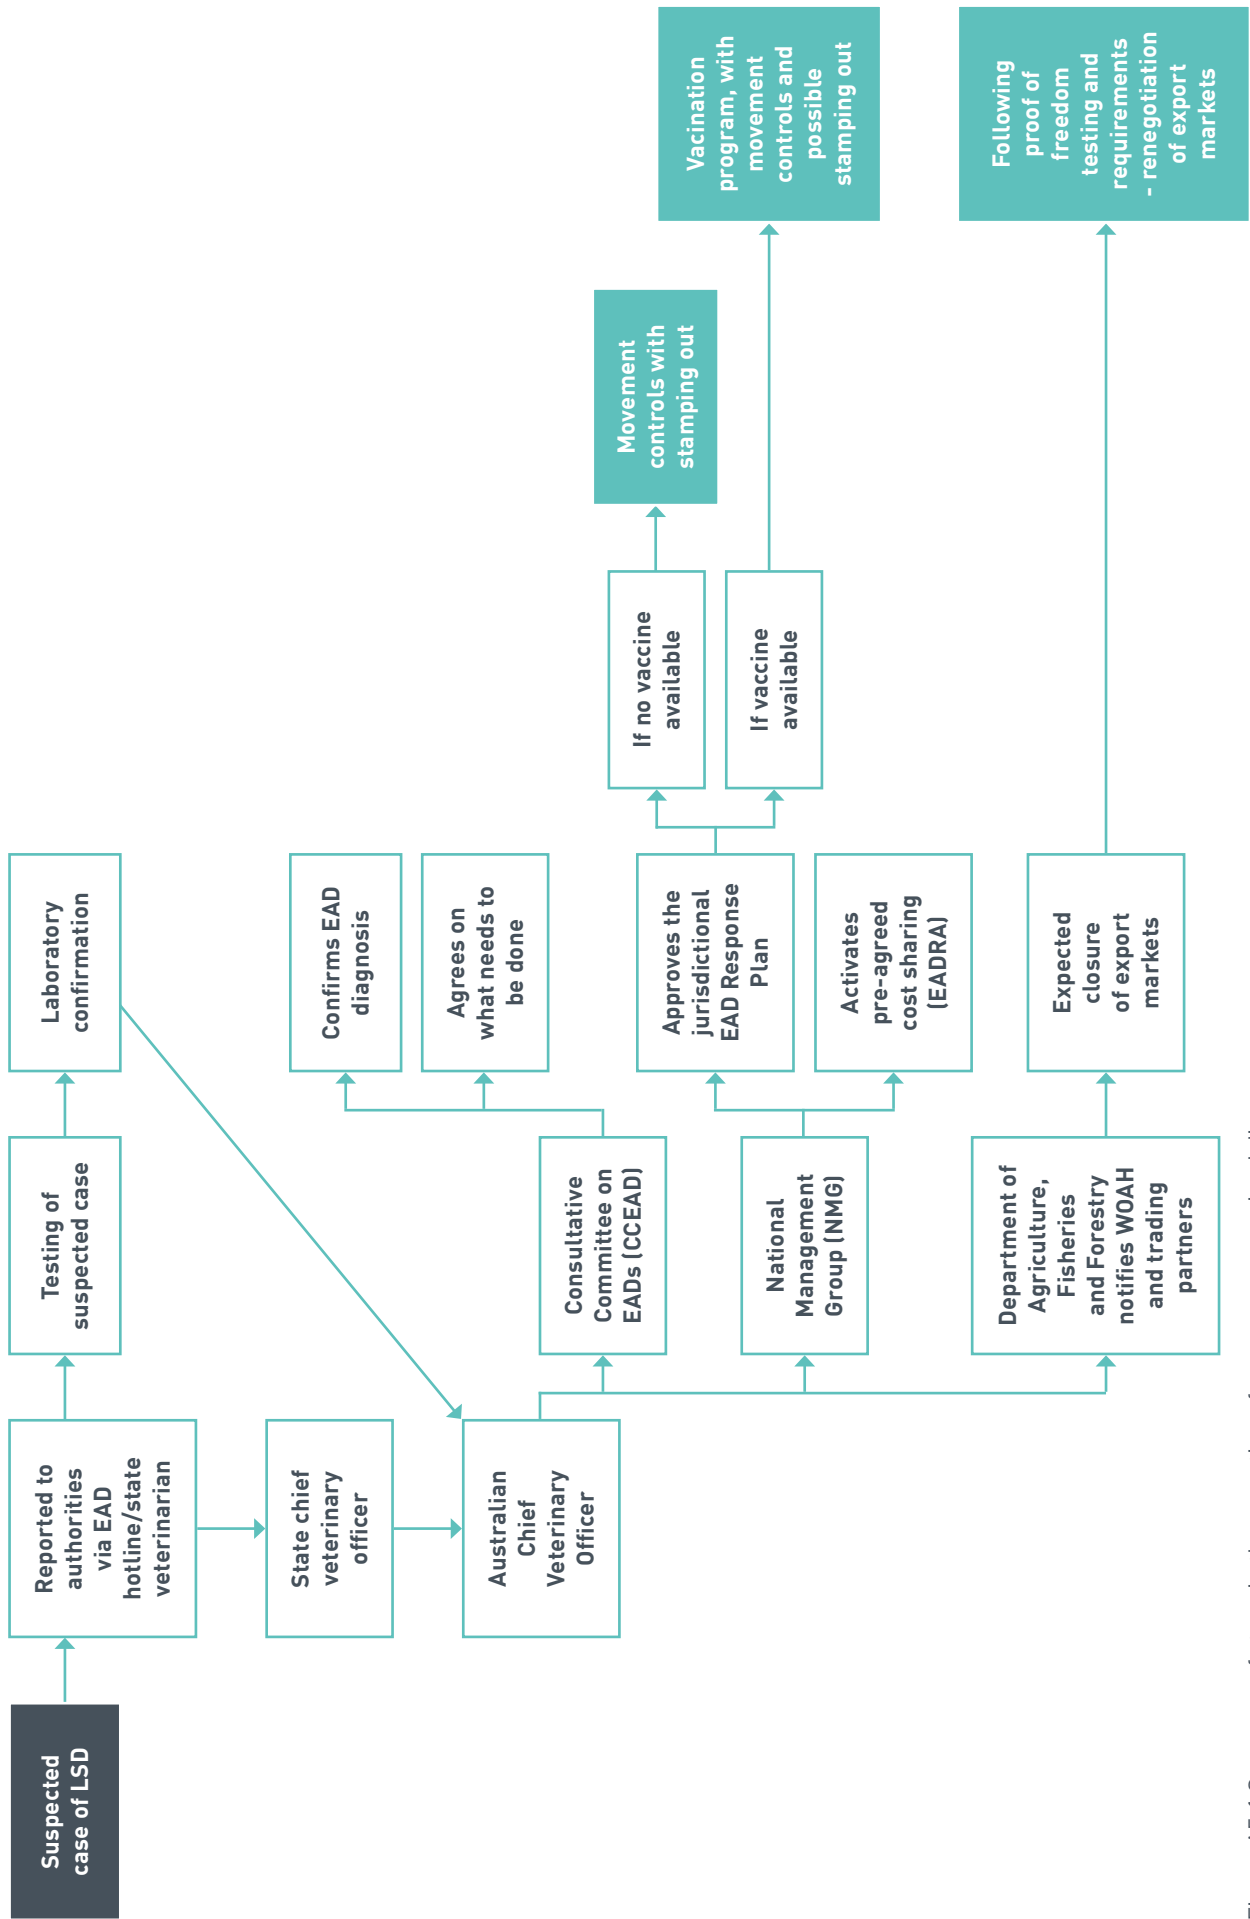 Suspected
case of LSD
Reported to
authorities
via EAD
hotline/state
veterinarian
Testing of
suspected case
Laboratory
confirmation
State chief
veterinary
officer
Australian
Chief
Veterinary
Officer
Confirms EAD
diagnosis
Agrees on
what needs to
be done
Consultative
Committee on
EADs (CCEAD)
National
Management
Group (NMG)
Approves the
jurisdictional
EAD Response
Plan
Activates
pre-agreed
cost sharing
(EADRA)
If no vaccine
available
If vaccine
available
Movement
controls with
stamping out
Vacination
program, with
movement
controls and
possible
stamping out
Department of
Agriculture,
Fisheries
and Forestry
notifies WOAH
and trading
partners
Expected
closure
of export
markets
Following
proof of
freedom
testing and
requirements
- renegotiation
of export
markets